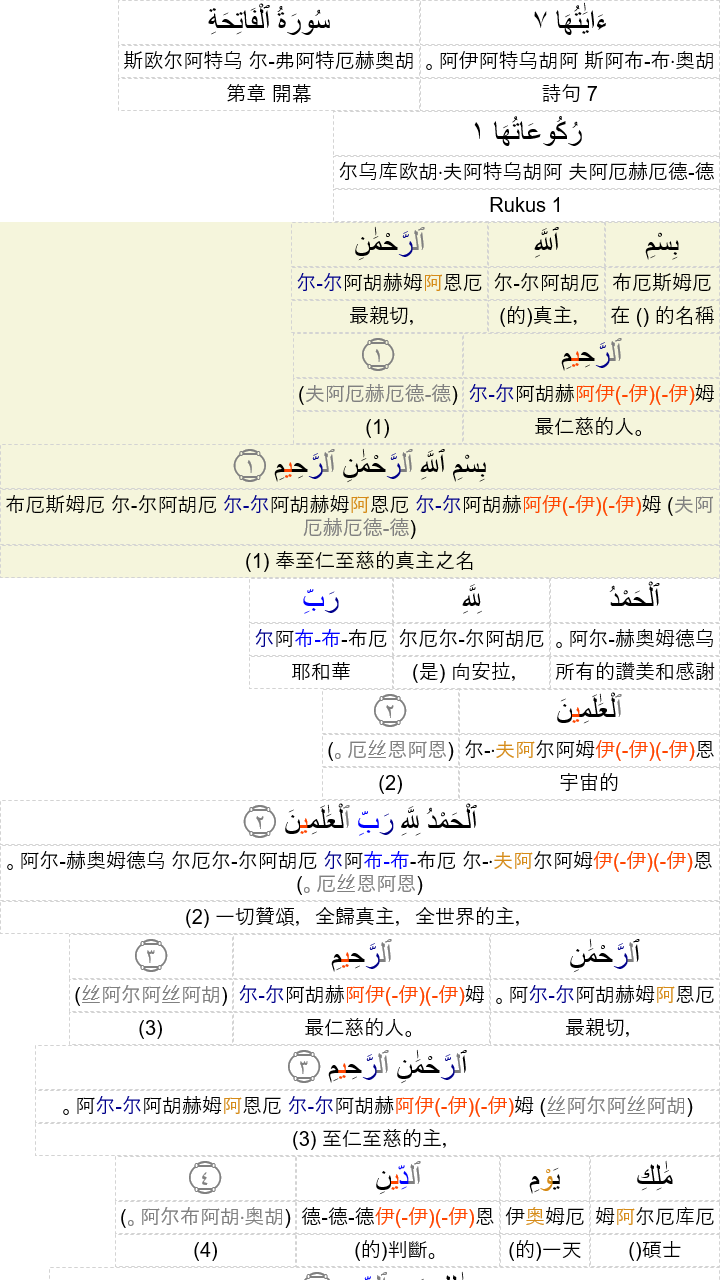 ءَايَٰتُهَا ٧ سُورَةُ ٱلْفَاتِحَةِ
。阿伊阿特乌胡阿 斯阿布-布·奥胡 斯欧尔阿特乌 尔-弗阿特厄赫奥胡
詩句 7 第章 開幕
رُكُوعَاتُهَا ١
尔乌库欧胡·夫阿特乌胡阿 夫阿厄赫厄德-德
Rukus 1
بِسْمِ ٱللَّهِ ٱلرَّحْمَٰنِ
布厄斯姆厄 尔-尔阿胡厄 尔-尔阿胡赫姆阿恩厄
在 () 的名稱 (的)真主， 最親切，
ٱلرَّحِيمِ ١
尔-尔阿胡赫阿伊(-伊)(-伊)姆 (夫阿厄赫厄德-德)
最仁慈的人。 (1)
بِسْمِ ٱللَّهِ ٱلرَّحْمَٰنِ ٱلرَّحِيمِ ١
布厄斯姆厄 尔-尔阿胡厄 尔-尔阿胡赫姆阿恩厄 尔-尔阿胡赫阿伊(-伊)(-伊)姆 (夫阿
厄赫厄德-德)
(1) 奉至仁至慈的真主之名
ٱلْحَمْدُ لِلَّهِ رَبِّ
。阿尔-赫奥姆德乌 尔厄尔-尔阿胡厄 尔阿布-布-布厄
所有的讚美和感謝 (是) 向安拉， 耶和華
ٱلْعَٰلَمِينَ ٢
尔-·夫阿尔阿姆伊(-伊)(-伊)恩 (。厄丝恩阿恩)
宇宙的 (2)
ٱلْحَمْدُ لِلَّهِ رَبِّ ٱلْعَٰلَمِينَ ٢
。阿尔-赫奥姆德乌 尔厄尔-尔阿胡厄 尔阿布-布-布厄 尔-·夫阿尔阿姆伊(-伊)(-伊)恩
(。厄丝恩阿恩)
(2) 一切贊頌，全歸真主，全世界的主，
ٱلرَّحْمَٰنِ ٱلرَّحِيمِ ٣
。阿尔-尔阿胡赫姆阿恩厄 尔-尔阿胡赫阿伊(-伊)(-伊)姆 (丝阿尔阿丝阿胡)
最親切， 最仁慈的人。 (3)
ٱلرَّحْمَٰنِ ٱلرَّحِيمِ ٣
。阿尔-尔阿胡赫姆阿恩厄 尔-尔阿胡赫阿伊(-伊)(-伊)姆 (丝阿尔阿丝阿胡)
(3) 至仁至慈的主，
مَٰلِكِ يَوْمِ ٱلدِّينِ ٤
姆阿尔厄库厄 伊奥姆厄 德-德-德伊(-伊)(-伊)恩 (。阿尔布阿胡·奥胡)
()碩士 (的)一天 (的)判斷。 (4)